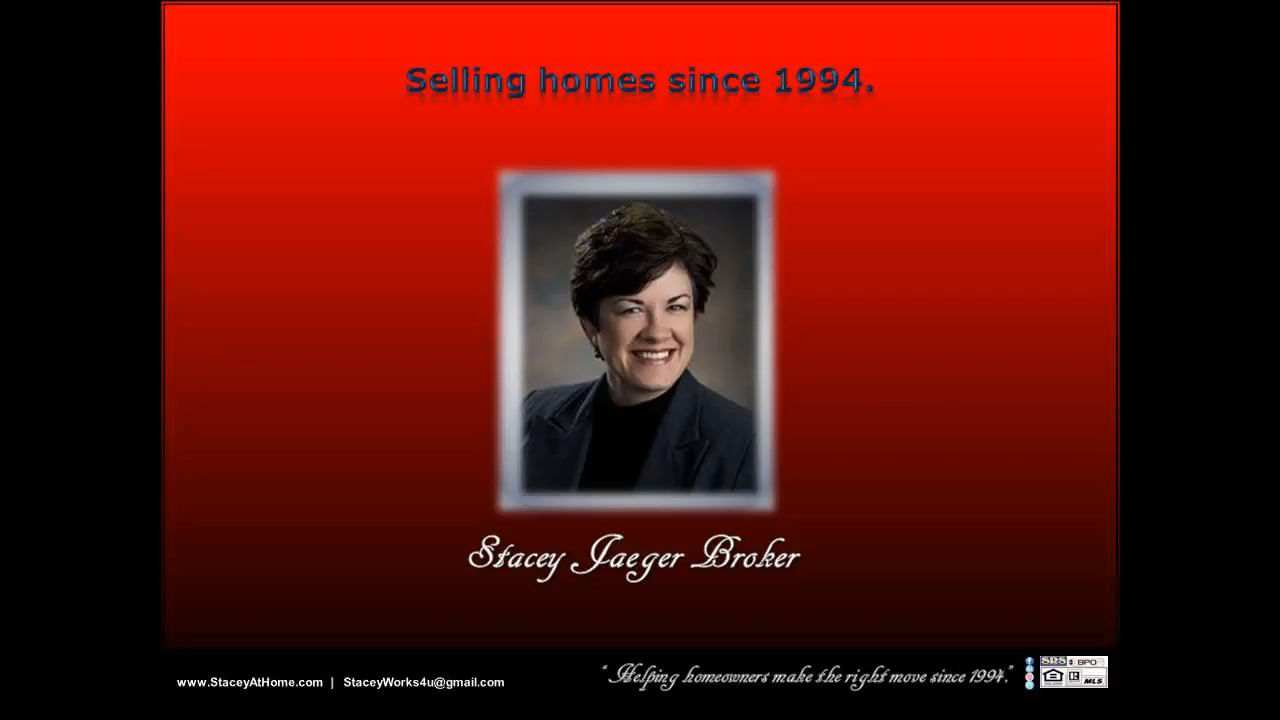 Selling homes since 1994.
Stacey Jaeger Broker
www.StaceyAtHome.com | StaceyWorks4u@gmail.com
“Helping homeowners make the right move since 1994.”
SRS BPO
R MLS